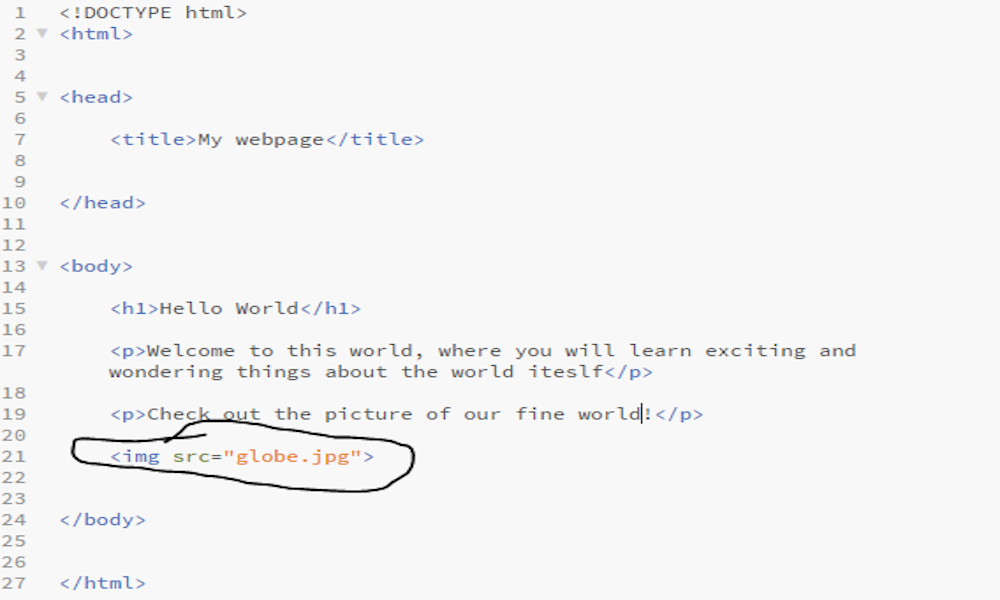 1 <!DOCTYPE html>
2 <html>
3
4
5 <head>
6
7 <title>My webpage</title>
8
9
10 </head>
11
12
13 <body>
14
15 <h1>Hello World</h1>
16
17 <p>Welcome to this world, where you will learn exciting and
wondering things about the world iteslf</p>
18
19 <p>Check out the picture of our fine world!</p>
20
21 <img src="globe.jpg">
22
23
24 </body>
25
26
27 </html>